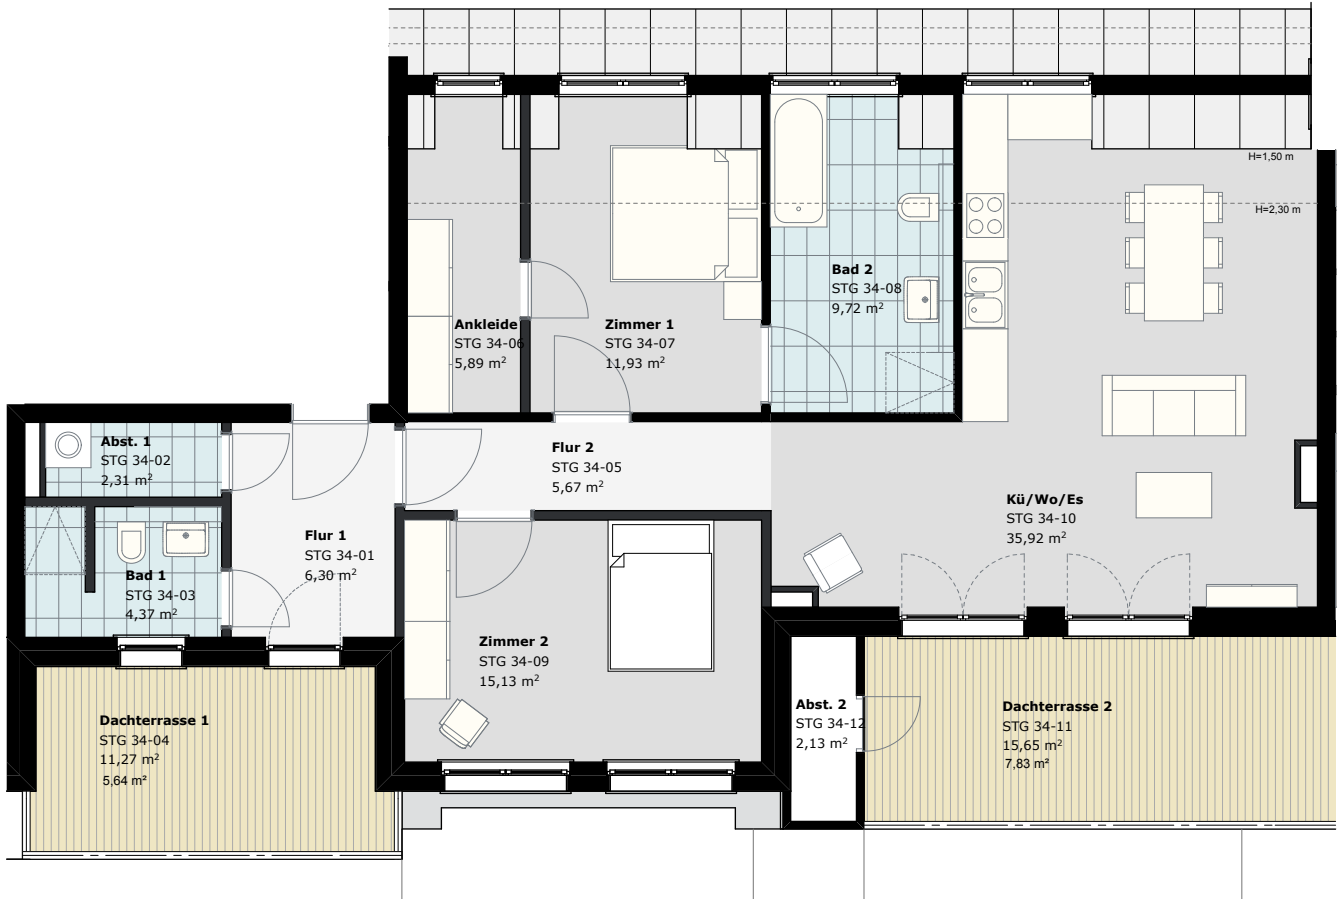 H=1,50 m
H=2,30 m
Bad 2
STG 34-08
9,72 m²
Ankleide
STG 34-06
5,89 m²
Zimmer 1
STG 34-07
11,93 m²
Abst. 1
STG 34-02
2,31 m²
Flur 2
STG 34-05
5,67 m²
Kü/Wo/Es
STG 34-10
35,92 m²
Flur 1
STG 34-01
6,30 m²
Bad 1
STG 34-03
4,37 m²
Zimmer 2
STG 34-09
15,13 m²
Dachterrasse 1
STG 34-04
11,27 m²
5,64 m²
Abst. 2
STG 34-12
2,13 m²
Dachterrasse 2
STG 34-11
15,65 m²
7,83 m²